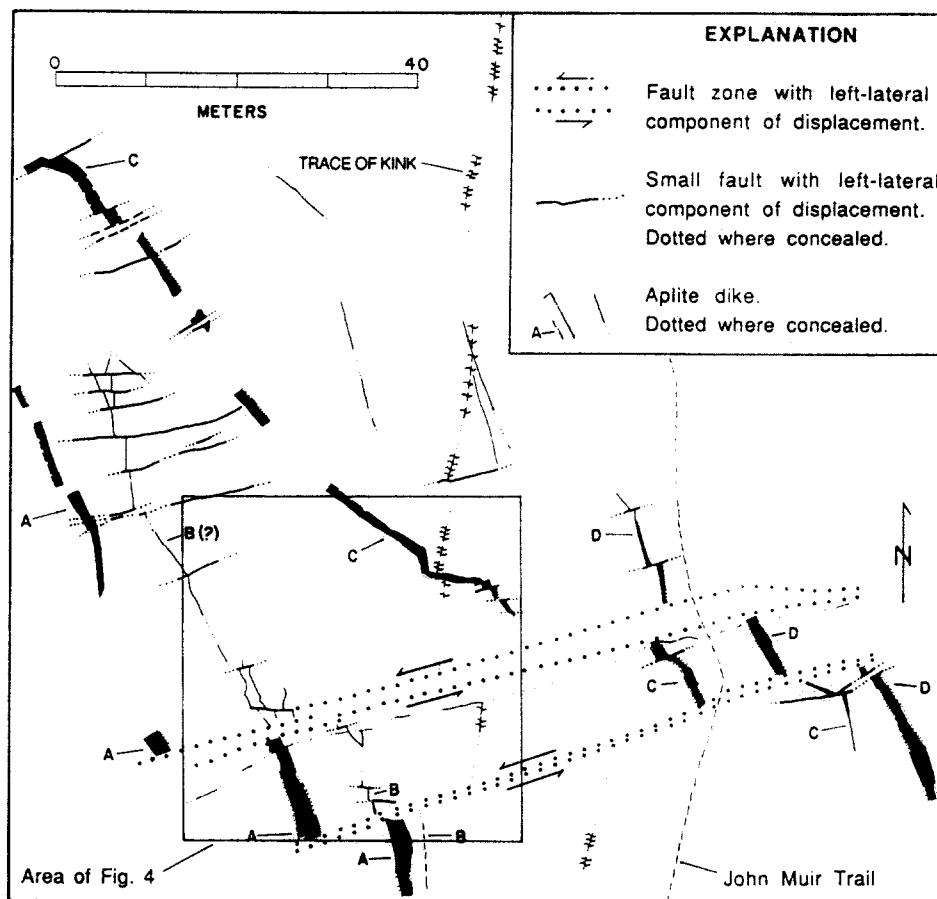 0 40
METERS
EXPLANATION
Fault zone with left-lateral
component of displacement.
Small fault with left-lateral
component of displacement.
Dotted where concealed.
Aplite dike.
Dotted where concealed.
A
C
TRACE OF KINK
A
B(?)
C
D
N
D
D
C
C
A
B
A
B
A
Area of Fig. 4
John Muir Trail